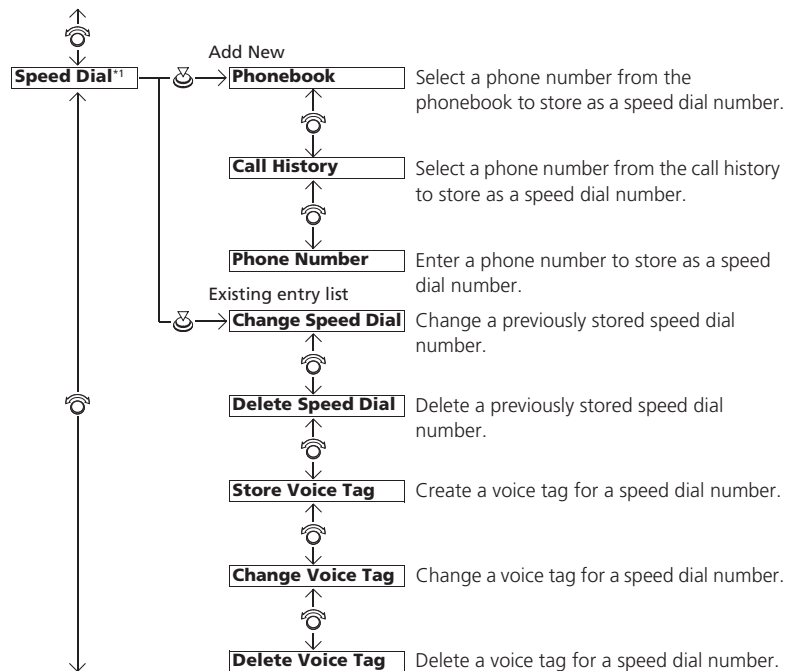 Add New
Speed Dial*1
Phonebook
Select a phone number from the
phonebook to store as a speed dial number.
Call History
Select a phone number from the call history
to store as a speed dial number.
Phone Number
Enter a phone number to store as a speed
dial number.
Existing entry list
Change Speed Dial
Change a previously stored speed dial
number.
Delete Speed Dial
Delete a previously stored speed dial
number.
Store Voice Tag
Create a voice tag for a speed dial number.
Change Voice Tag
Change a voice tag for a speed dial number.
Delete Voice Tag
Delete a voice tag for a speed dial number.